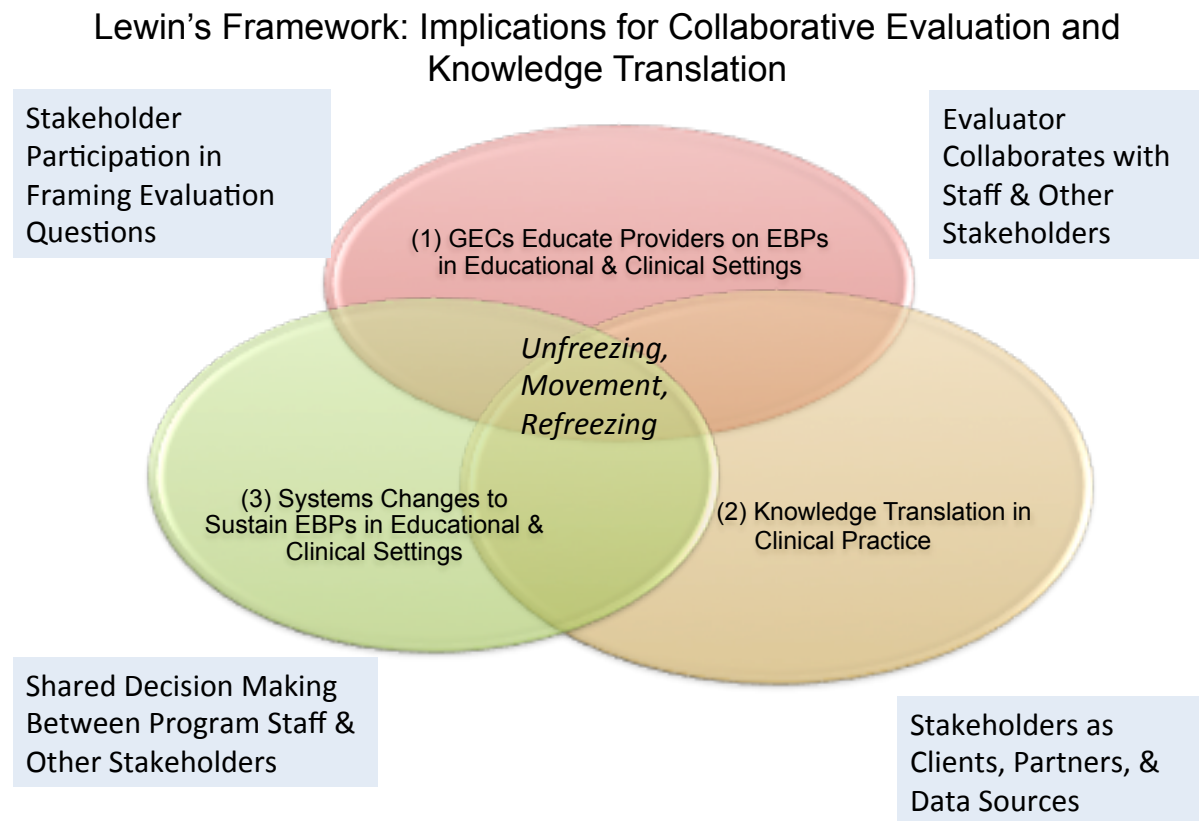 Lewin’s Framework: Implications for Collaborative Evaluation and
Knowledge Translation
Stakeholder
Participation in
Framing Evaluation
Questions
Evaluator
Collaborates with
Staff & Other
Stakeholders
(1) GECs Educate Providers on EBPs
in Educational & Clinical Settings
Unfreezing,
Movement,
Refreezing
(3) Systems Changes to
Sustain EBPs in Educational &
Clinical Settings
(2) Knowledge Translation in
Clinical Practice
Shared Decision Making
Between Program Staff &
Other Stakeholders
Stakeholders as
Clients, Partners, &
Data Sources